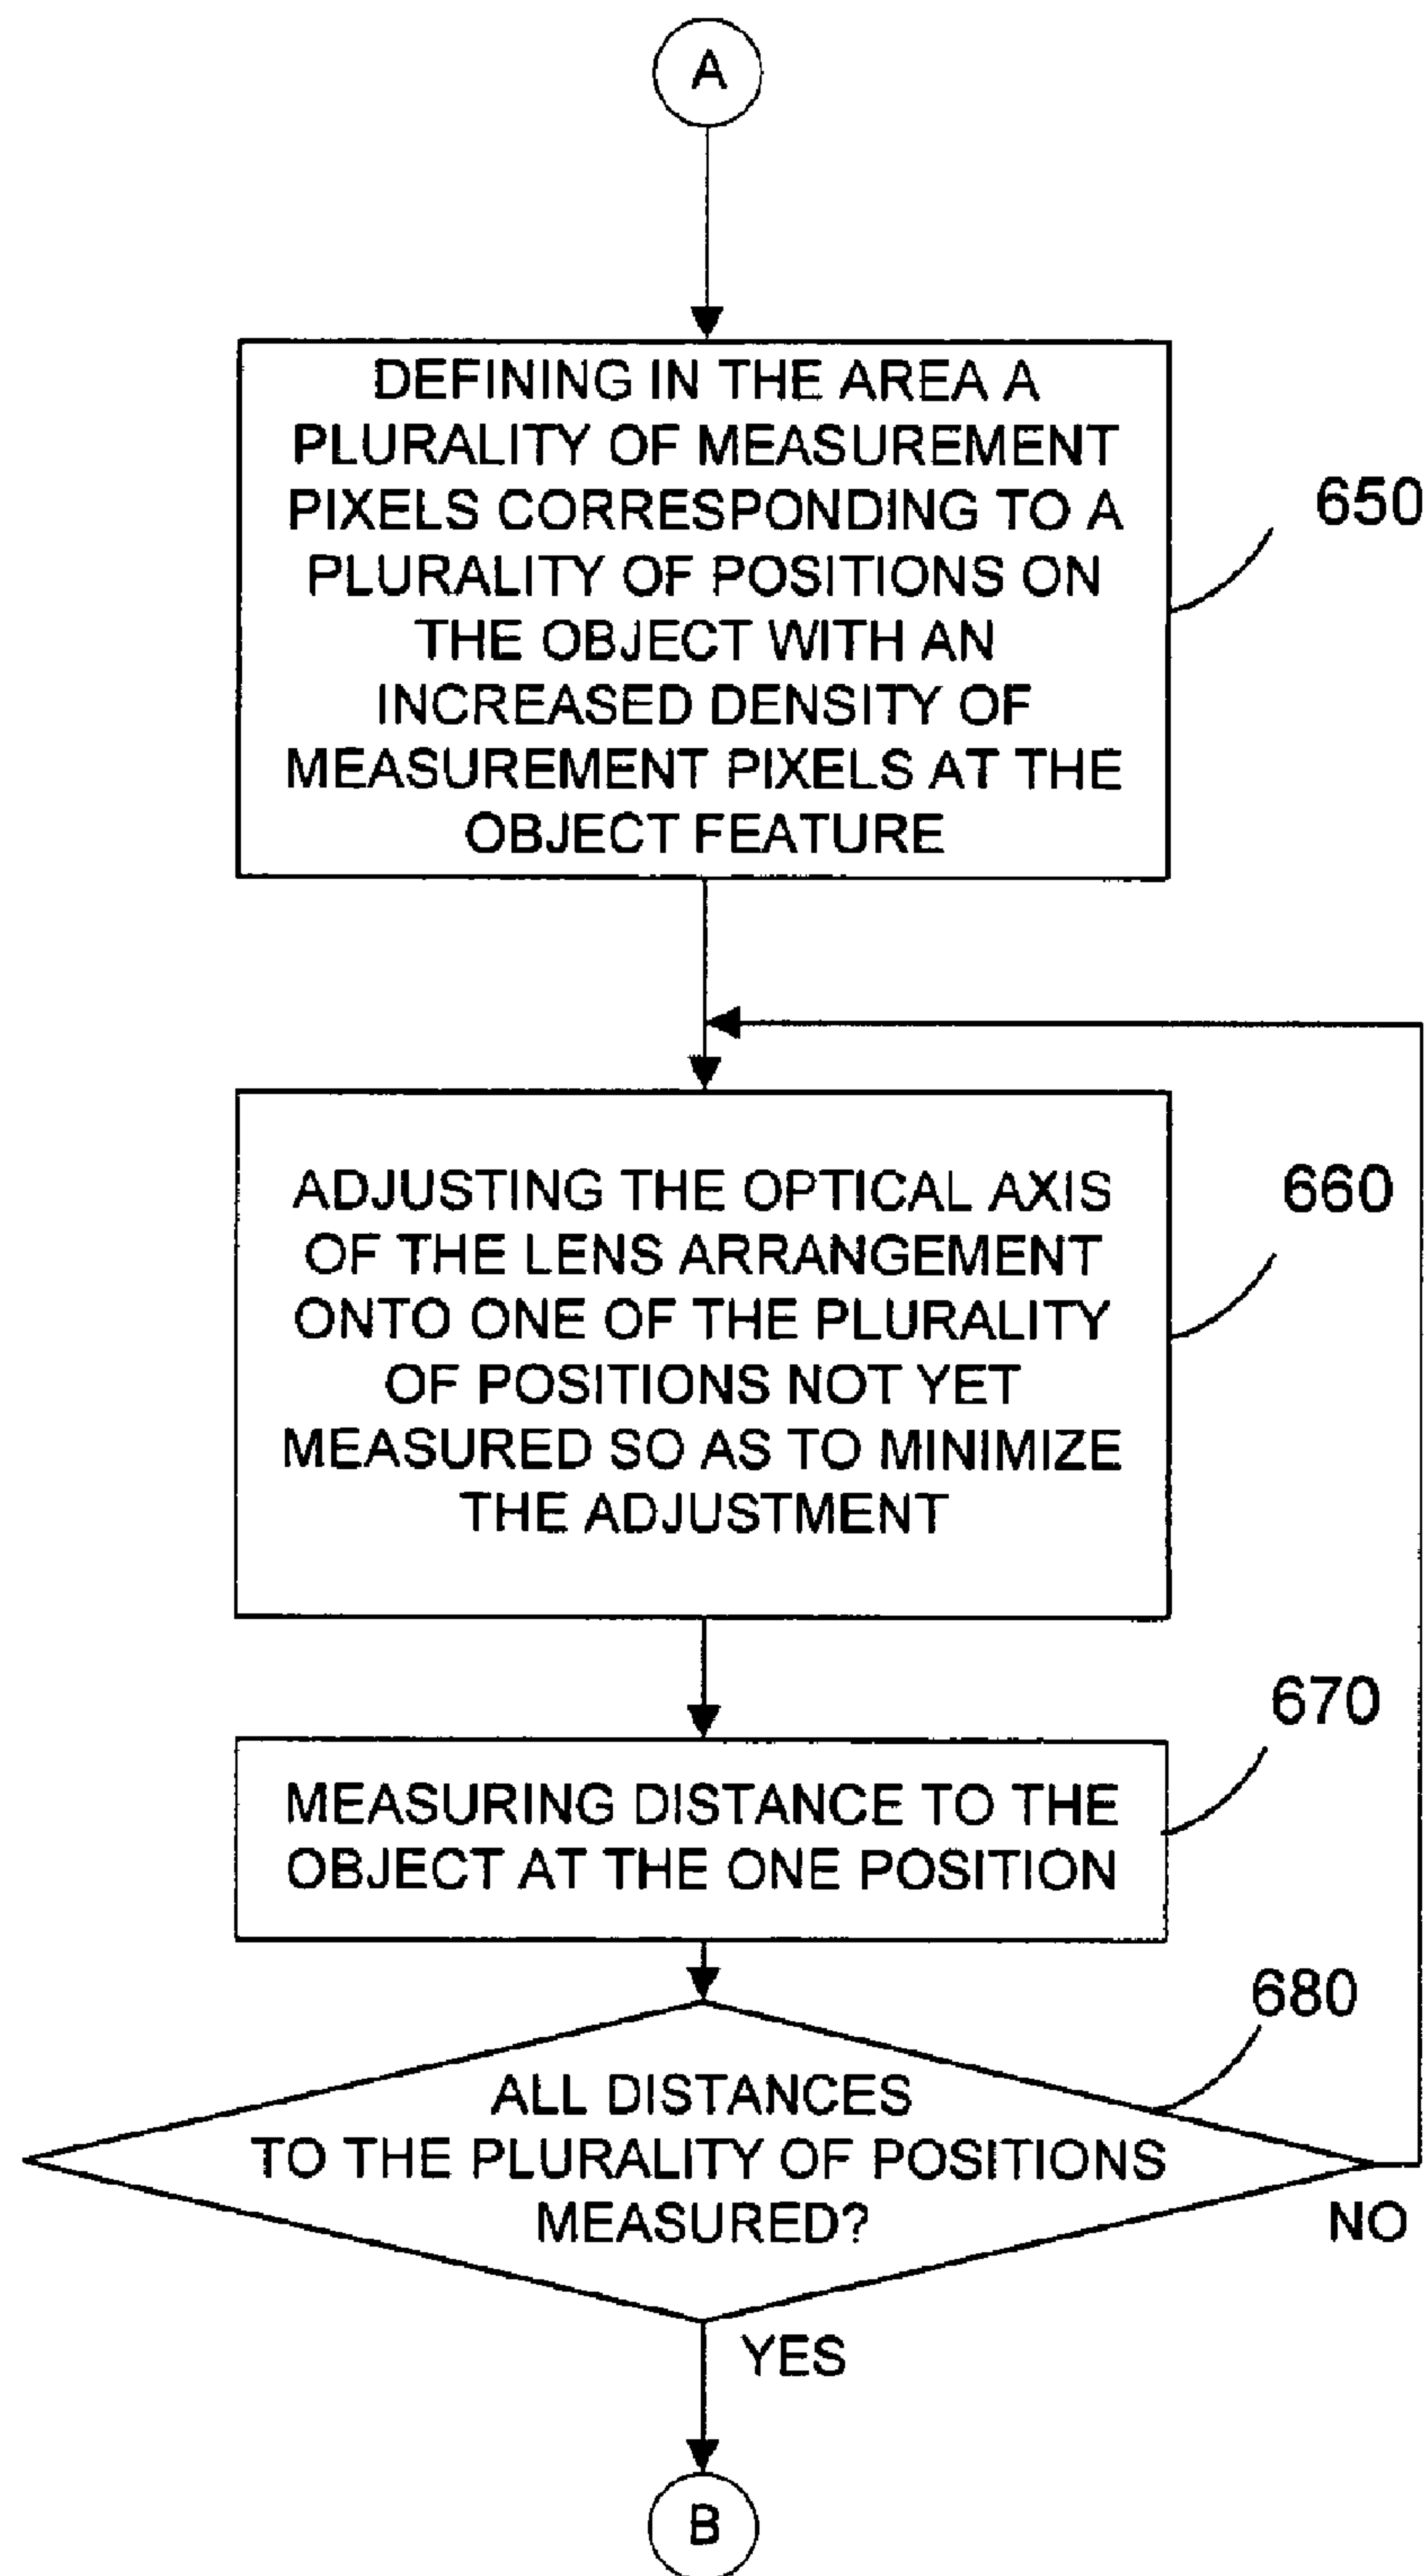 A
DEFINING IN THE AREA A
PLURALITY OF MEASUREMENT
PIXELS CORRESPONDING TO A
PLURALITY OF POSITIONS ON
THE OBJECT WITH AN
INCREASED DENSITY OF
MEASUREMENT PIXELS AT THE
OBJECT FEATURE
650
ADJUSTING THE OPTICAL AXIS
OF THE LENS ARRANGEMENT
ONTO ONE OF THE PLURALITY
OF POSITIONS NOT YET
MEASURED SO AS TO MINIMIZE
THE ADJUSTMENT
660
MEASURING DISTANCE TO THE
OBJECT AT THE ONE POSITION
670
ALL DISTANCES
TO THE PLURALITY OF POSITIONS
MEASURED?
680
NO
YES
B